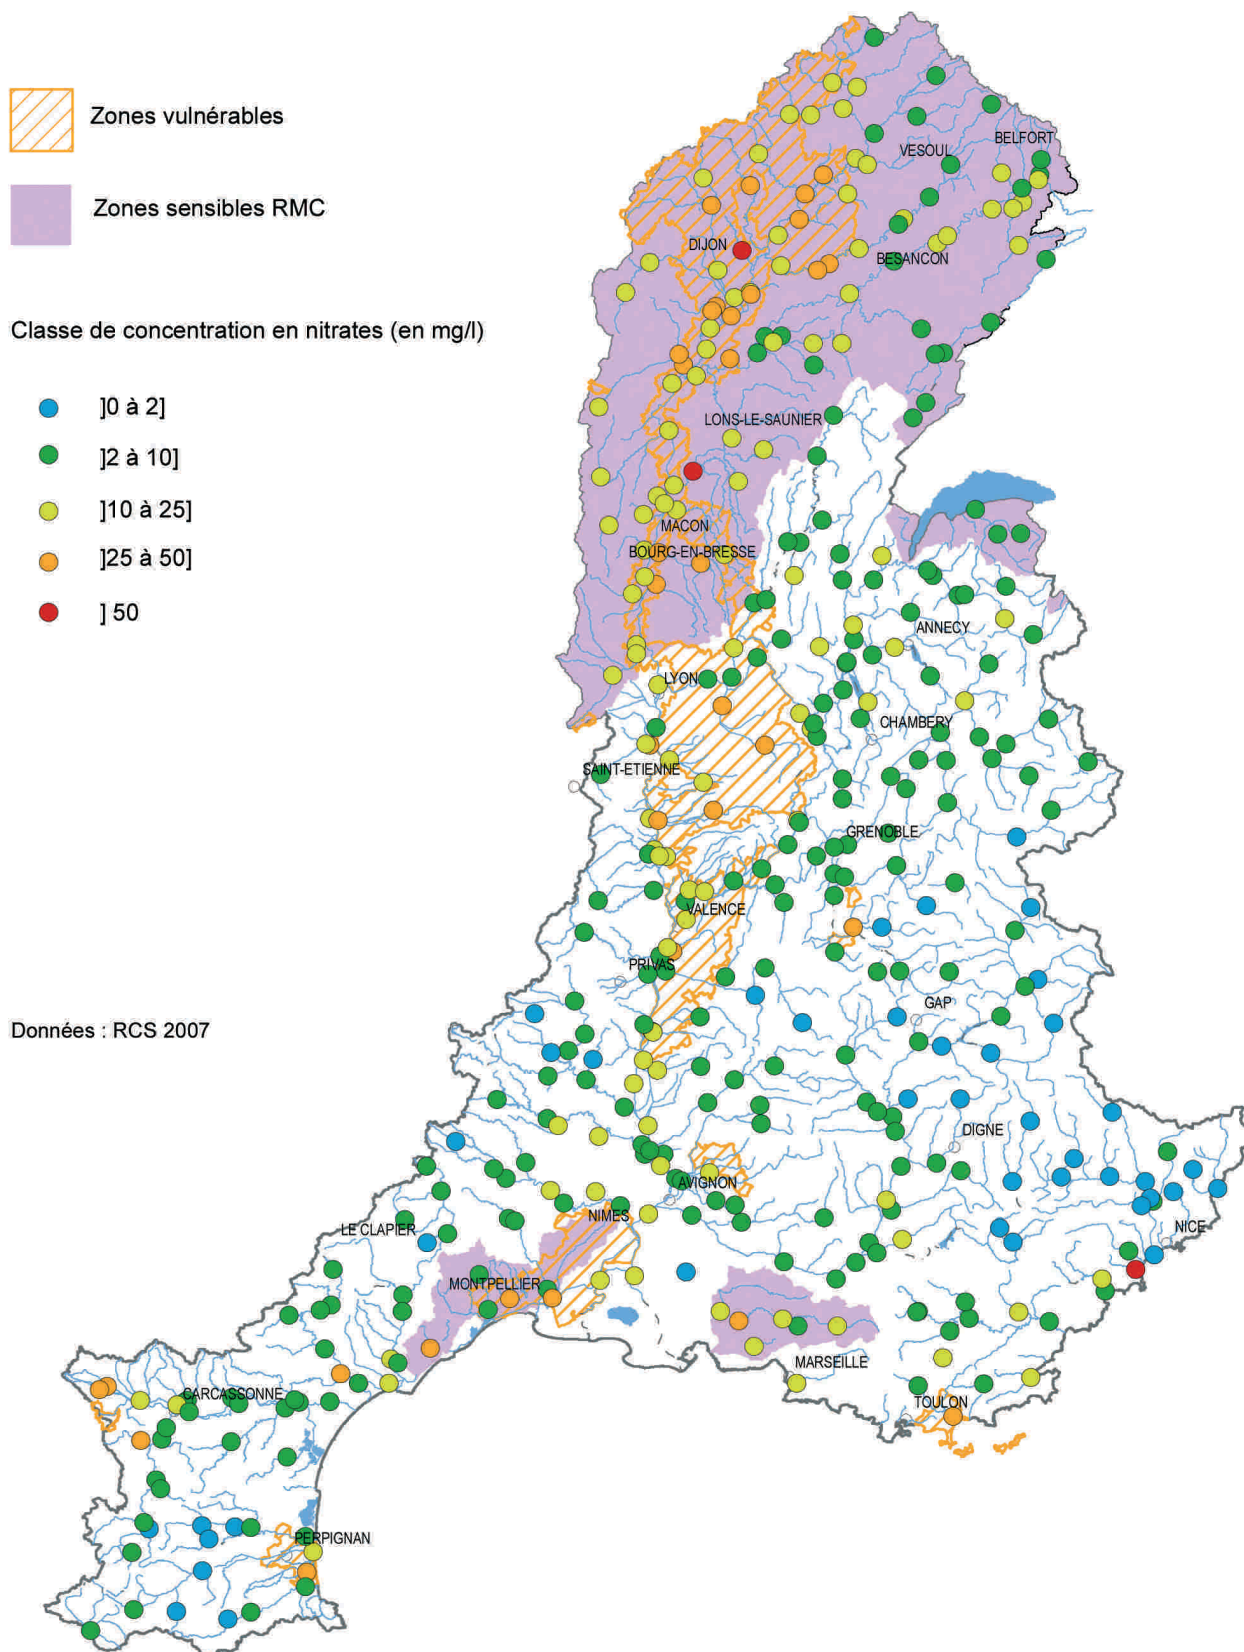 Zones vulnérables
Zones sensibles RMC
Classe de concentration en nitrates (en mg/l)
]0 à 2]
]2 à 10]
]10 à 25]
]25 à 50]
] 50
Données : RCS 2007
BELFORT
VESOUL
DIJON
BESANCON
LONS-LE-SAUNIER
MACON
BOURG-EN-BRESSE
ANNECY
LYON
CHAMBERY
SAINT-ETIENNE
GRENOBLE
VALENCE
PRIVAS
GAP
DIGNE
AVIGNON
NIMES
LE CLAPIER
NICE
MONTPELLIER
MARSEILLE
CARCASSONNE
TOULON
PERPIGNAN